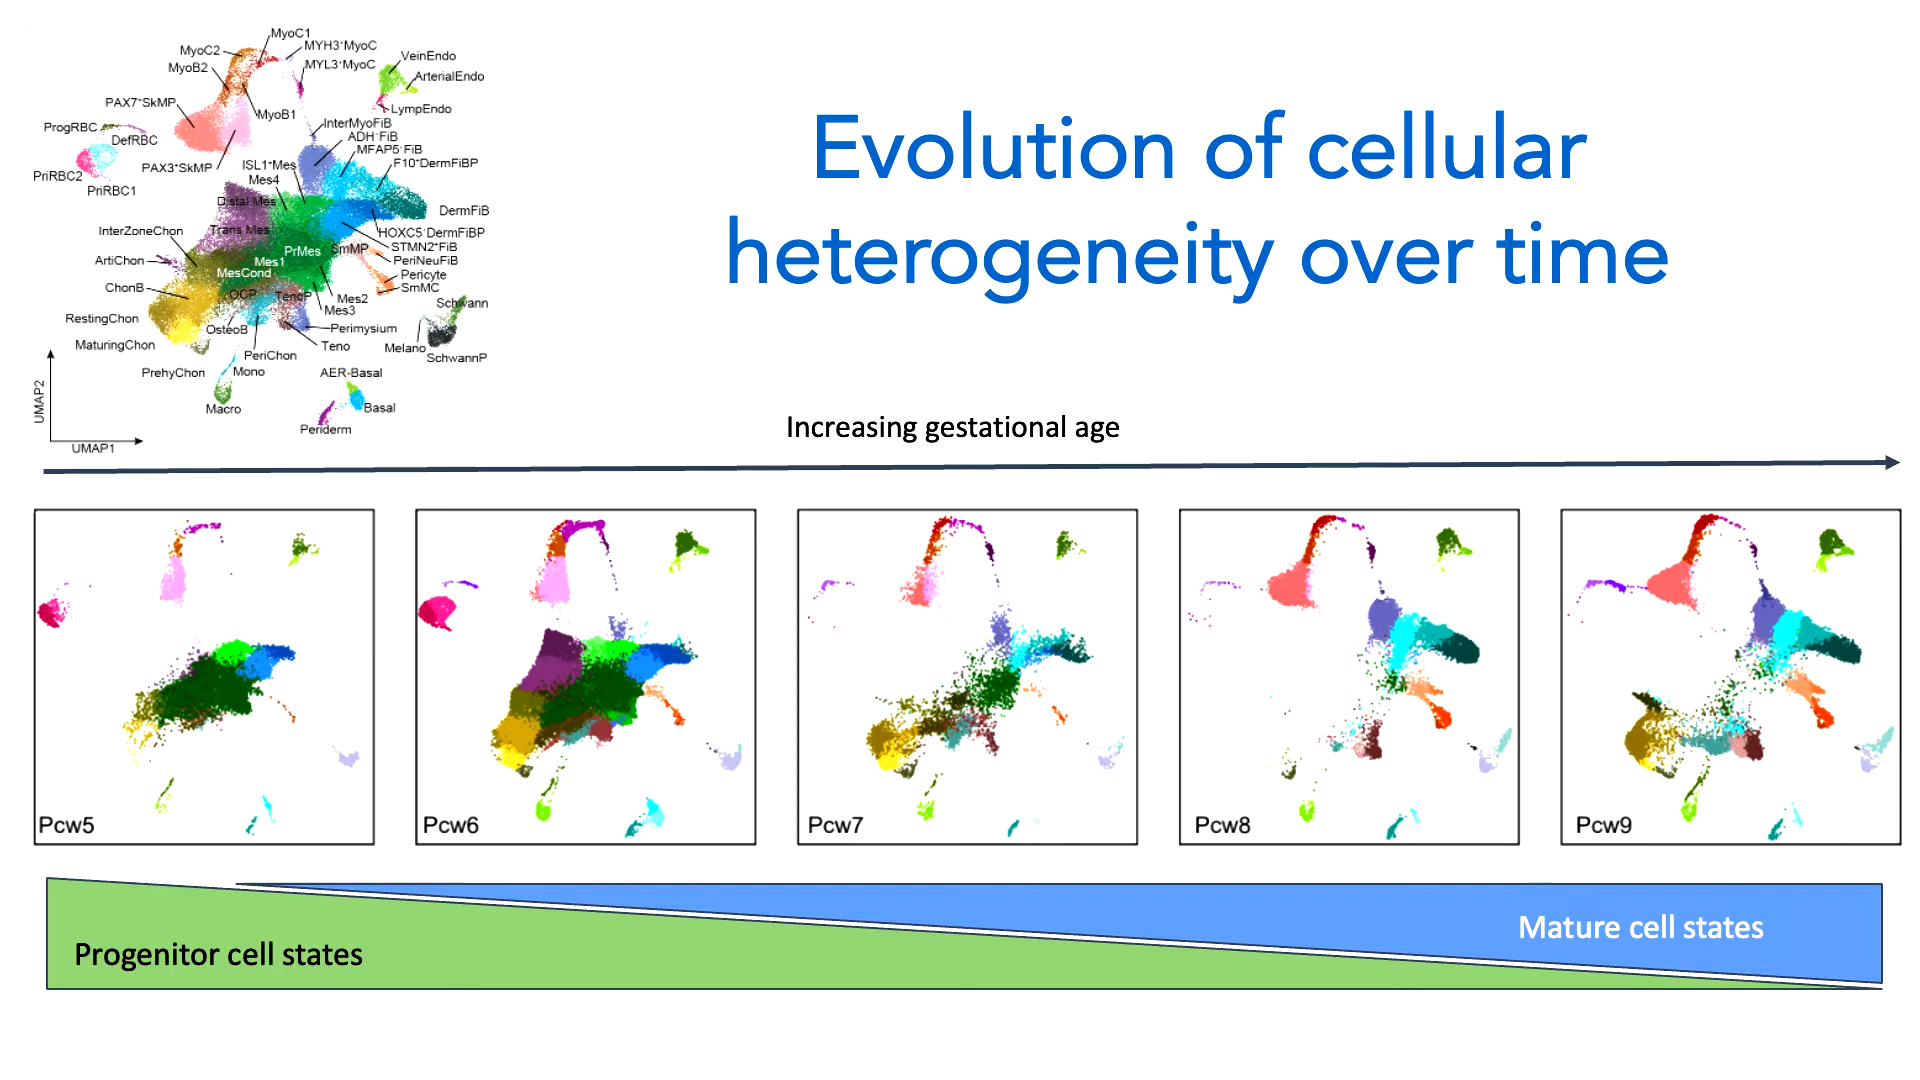 Evolution of cellular
heterogeneity over time
MyoC1
MyoC2
MYH3⁺MyoC
MyoB2
MYL3⁺MyoC
VeinEndo
ArterialEndo
PAX7⁺SkMP
MyoB1
LympEndo
ProgRBC
DefRBC
InterMyoFiB
ADH⁺FiB
MFAP5⁺FiB
F10⁺DermFiBP
PAX3⁺SkMP
ISL1⁺Mes
PriRBC2
PriRBC1
Mes4
Distal Mes
DermFiB
InterZoneChon
Trans Mes
HOXC5⁺DermFiBP
STMN2⁺FiB
PrMes
SmMP
PeriNeuFiB
ArtiChon
Mes1
MesCond
Pericyte
SmMC
ChonB
OCP
TenoP
Mes2
Mes3
Schwann
RestingChon
OsteoB
Perimysium
MaturingChon
Teno
Melano
PeriChon
SchwannP
PrehyChon
Mono
AER-Basal
Macro
Basal
Periderm
UMAP2
UMAP1
Increasing gestational age
Pcw5
Pcw6
Pcw7
Pcw8
Pcw9
Progenitor cell states
Mature cell states